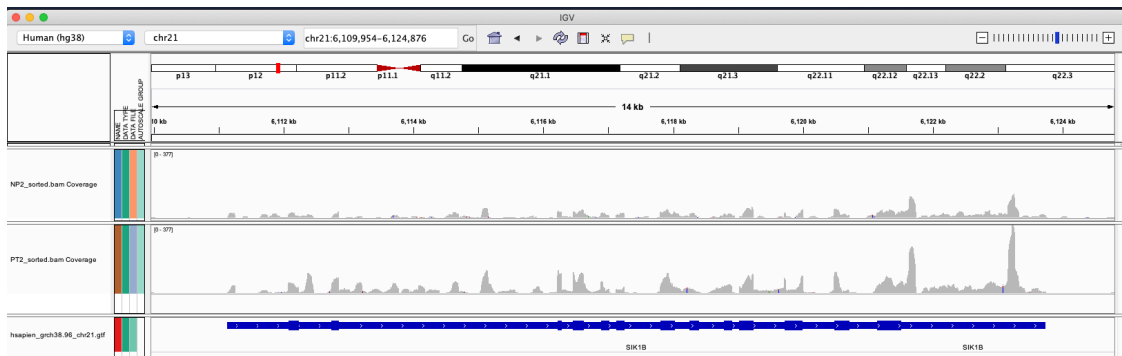 IGV
Human (hg38) chr21 chr21:6,109,954-6,124,876 Go
p13 p12 p11.2 p11.1 q11.2 q21.1 q21.2 q21.3 q22.11 q22.12 q22.13 q22.2 q22.3
14 kb
NAME
DATA TYPE
DATA FILE
AUTOSCALE GROUP
10 kb 6,112 kb 6,114 kb 6,116 kb 6,118 kb 6,120 kb 6,122 kb 6,124 kb
[0 - 377]
NP2_sorted.bam Coverage
[0 - 377]
PT2_sorted.bam Coverage
hsapien_grch38.96_chr21.gtf
SIK1B SIK1B